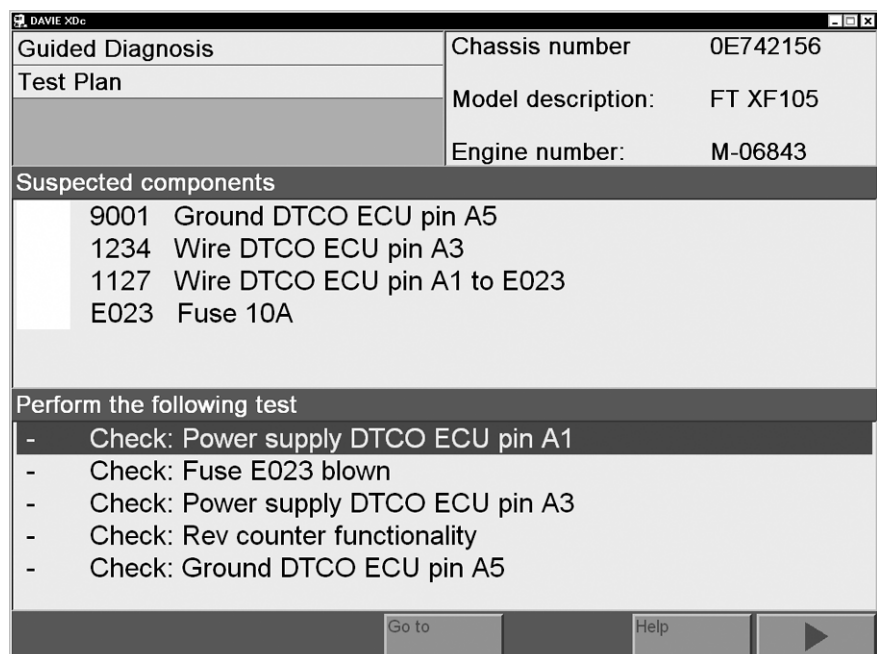 DAVIE XDc
Guided Diagnosis
Test Plan
Chassis number 0E742156
Model description: FT XF105
Engine number: M-06843
Suspected components
9001 Ground DTCO ECU pin A5
1234 Wire DTCO ECU pin A3
1127 Wire DTCO ECU pin A1 to E023
E023 Fuse 10A
Perform the following test
- Check: Power supply DTCO ECU pin A1
- Check: Fuse E023 blown
- Check: Power supply DTCO ECU pin A3
- Check: Rev counter functionality
- Check: Ground DTCO ECU pin A5
Go to
Help